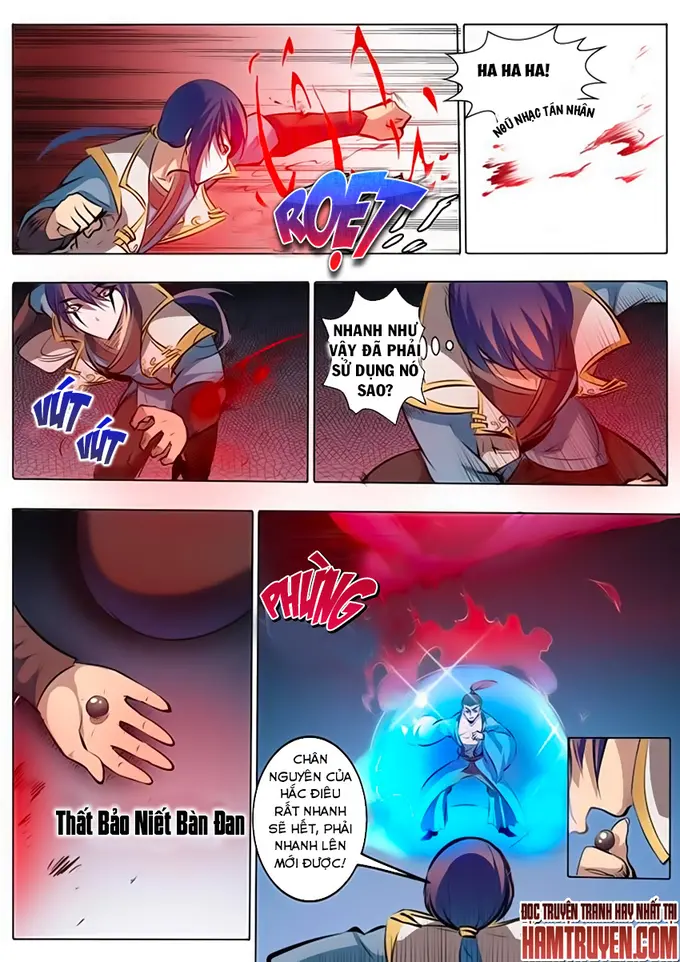 HA HA HA!
NGŨ NHẠC TÁN NHÂN
RỌẸT!!!
VÚT
VÚT
NHANH NHƯ
VẬY ĐÃ PHẢI
SỬ DỤNG NÓ
SAO?
PHỪNG
Thất Bảo Niết Bàn Đan
CHÂN
NGUYÊN CỦA
HẮC ĐIÊU
RẤT NHANH
SẼ HẾT, PHẢI
NHANH LÊN
MỚI ĐƯỢC!
ĐỌC TRUYỆN TRANH HAY NHẤT TẠI
HAMTRUYEN.COM